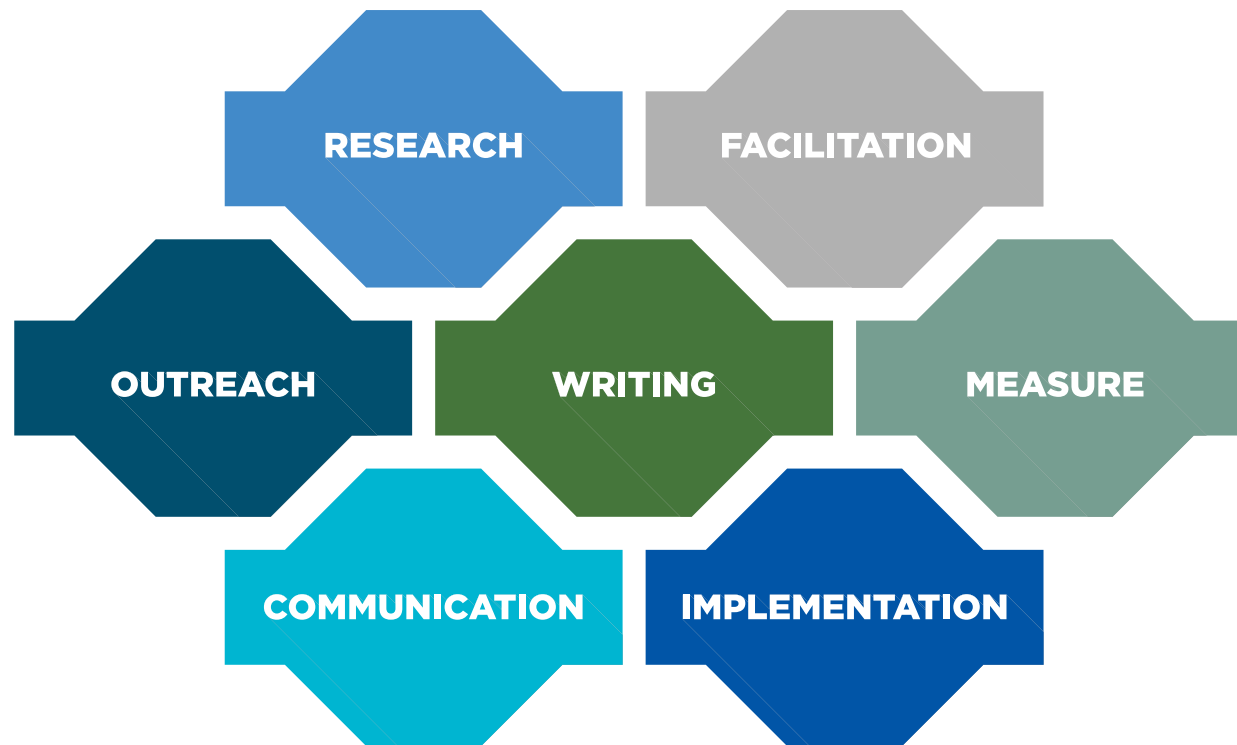 RESEARCH
FACILITATION
OUTREACH
WRITING
MEASURE
COMMUNICATION
IMPLEMENTATION